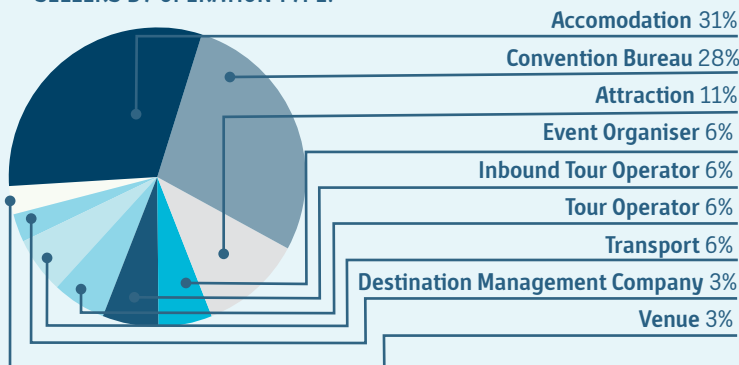 Accomodation 31%
Convention Bureau 28%
Attraction 11%
Event Organiser 6%
Inbound Tour Operator 6%
Tour Operator 6%
Transport 6%
Destination Management Company 3%
Venue 3%